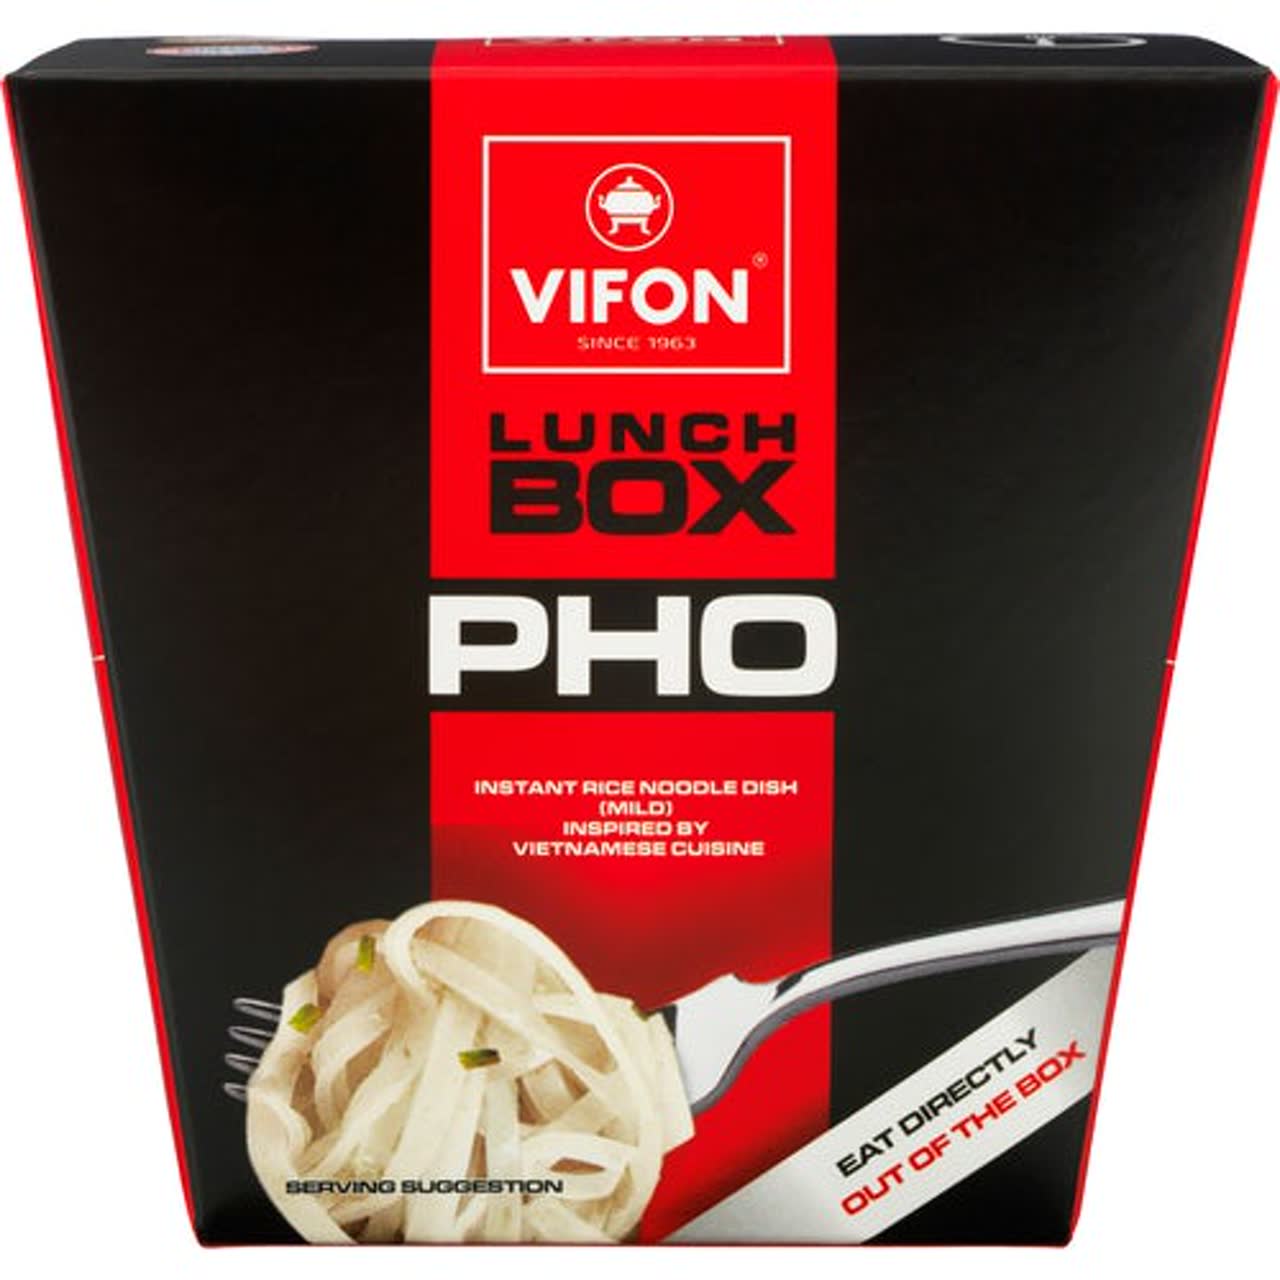 VIFON®
SINCE 1963
LUNCH
BOX
PHO
INSTANT RICE NOODLE DISH
(MILD)
INSPIRED BY
VIETNAMESE CUISINE
SERVING SUGGESTION
EAT DIRECTLY
OUT OF THE BOX